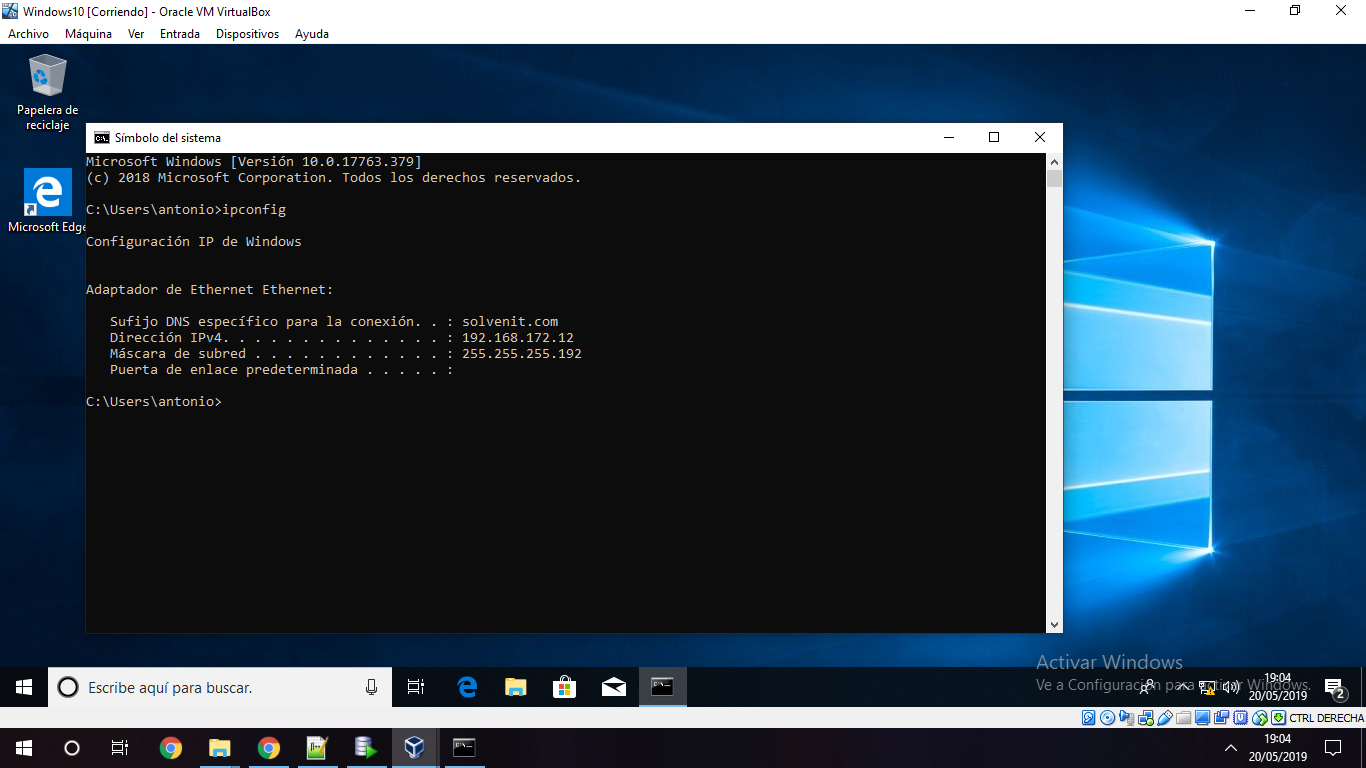 Windows10 [Corriendo] - Oracle VM VirtualBox
Archivo Máquina Ver Entrada Dispositivos Ayuda
Papelera de
reciclaje
Microsoft Edge
Símbolo del sistema
Microsoft Windows [Versión 10.0.17763.379]
(c) 2018 Microsoft Corporation. Todos los derechos reservados.
C:\Users\antonio>ipconfig
Configuración IP de Windows
Adaptador de Ethernet Ethernet:
Sufijo DNS específico para la conexión. . : solvenit.com
Dirección IPv4. . . . . . . . . . . . . . : 192.168.172.12
Máscara de subred . . . . . . . . . . . . : 255.255.255.192
Puerta de enlace predeterminada . . . . . :
C:\Users\antonio>
Activar Windows
Ve a Configuración para activar Windows.
Escribe aquí para buscar.
19:04
20/05/2019
2
CTRL DERECHA
19:04
20/05/2019